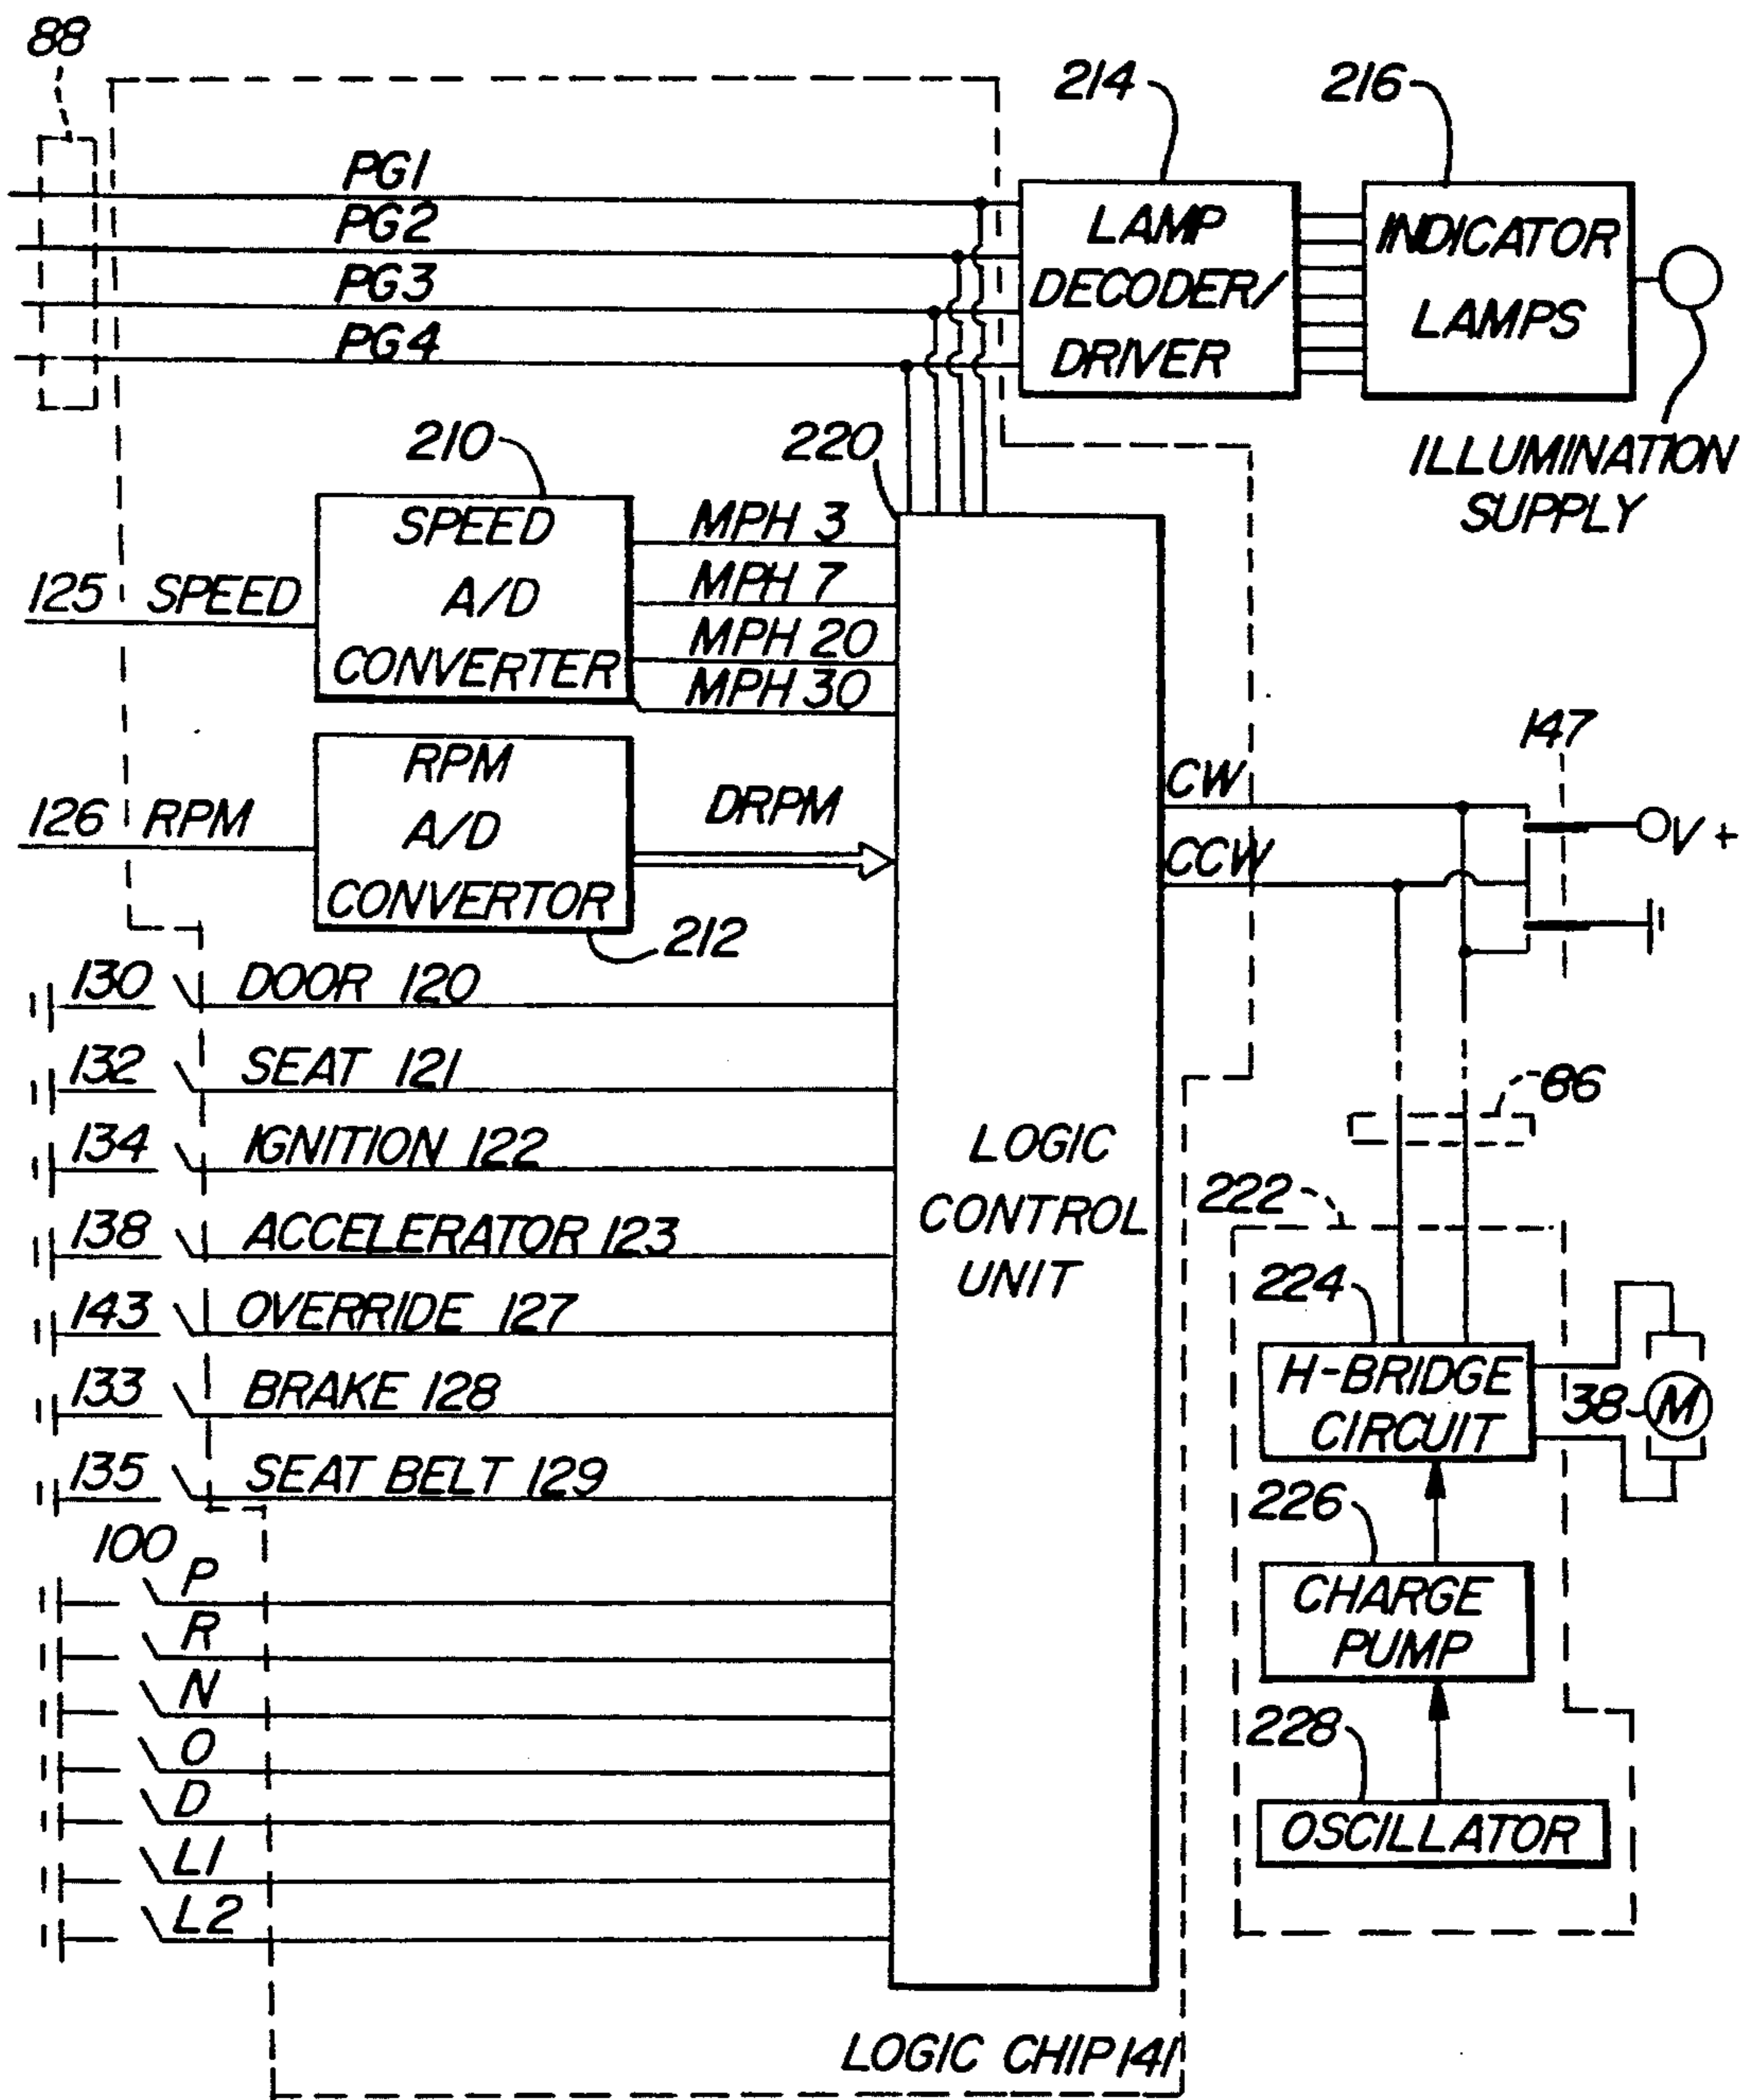 88
214
216
PG1
PG2
PG3
PG4
LAMP
DECODER/
DRIVER
INDICATOR
LAMPS
ILLUMINATION
SUPPLY
210
220
SPEED
A/D
CONVERTER
MPH 3
MPH 7
MPH 20
MPH 30
125 SPEED
RPM
A/D
CONVERTOR
DRPM
126 RPM
212
CW
CCW
147
V+
130 DOOR 120
132 SEAT 121
134 IGNITION 122
138 ACCELERATOR 123
143 OVERRIDE 127
133 BRAKE 128
135 SEAT BELT 129
100
P
R
N
O
D
L1
L2
LOGIC
CONTROL
UNIT
86
222
224
H-BRIDGE
CIRCUIT
38 M
226
CHARGE
PUMP
228
OSCILLATOR
LOGIC CHIP 141